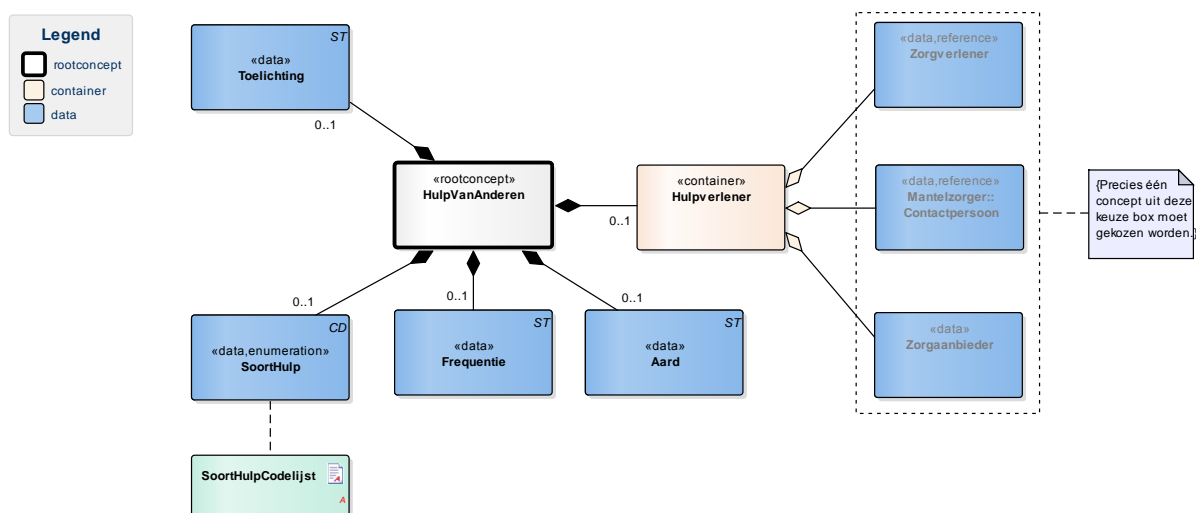 Legend
rootconcept
container
data
ST
«data»
Toelichting
0..1
«rootconcept»
HulpVanAnderen
0..1
«container»
Hulpverlener
«data,reference»
Zorgverlener
«data,reference»
Mantelzorger::
Contactpersoon
«data»
Zorgaanbieder
{Precies één
concept uit deze
keuze box moet
gekozen worden.}
0..1
CD
«data,enumeration»
SoortHulp
0..1
ST
«data»
Frequentie
0..1
ST
«data»
Aard
SoortHulpCodelijst
A